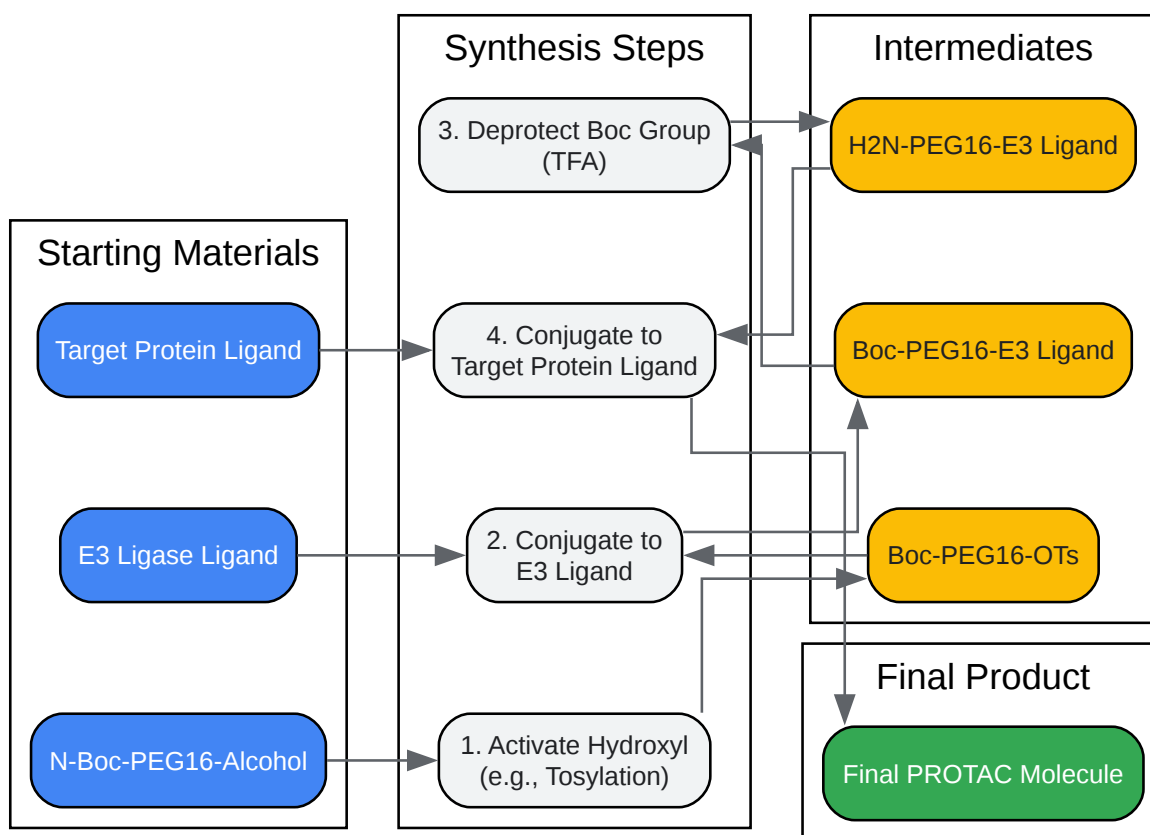 Starting Materials
Target Protein Ligand
E3 Ligase Ligand
N-Boc-PEG16-Alcohol
Synthesis Steps
3. Deprotect Boc Group
(TFA)
4. Conjugate to
Target Protein Ligand
2. Conjugate to
E3 Ligand
1. Activate Hydroxyl
(e.g., Tosylation)
Intermediates
H2N-PEG16-E3 Ligand
Boc-PEG16-E3 Ligand
Boc-PEG16-OTs
Final Product
Final PROTAC Molecule